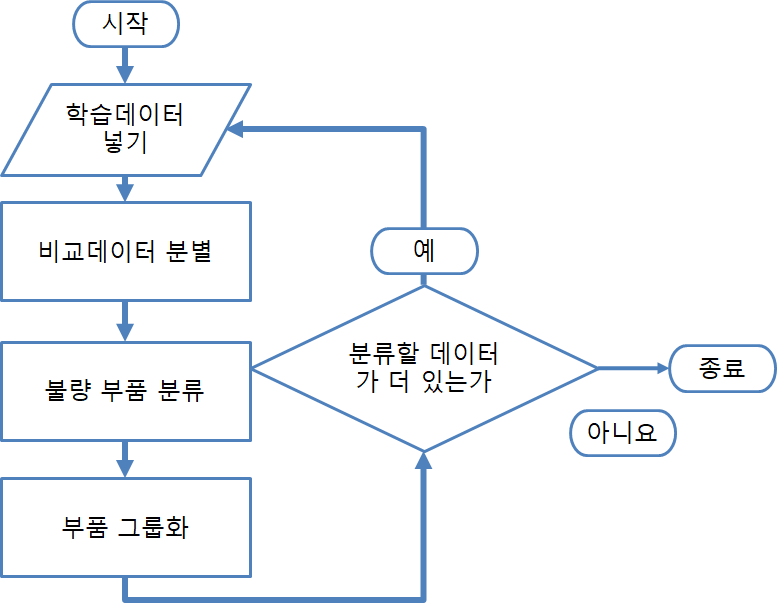 시작
학습데이터
넣기
비교데이터 분별
불량 부품 분류
부품 그룹화
예
분류할 데이터
가 더 있는가
아니요
종료